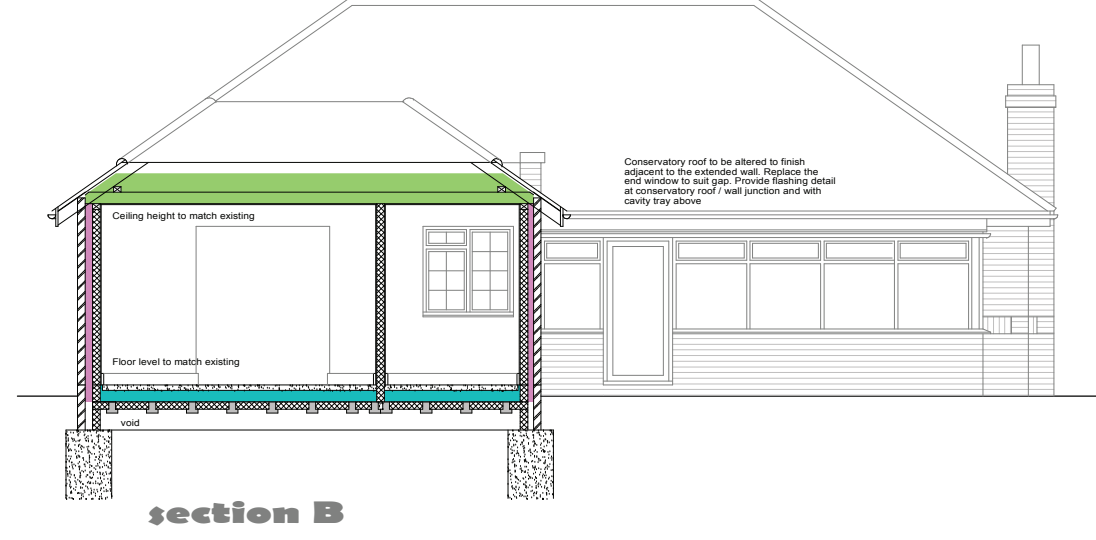 Conservatory roof to be altered to finish
adjacent to the extended wall. Replace the
end window to suit gap. Provide flashing detail
at conservatory roof / wall junction and with
cavity tray above
Ceiling height to match existing
Floor level to match existing
void
section B